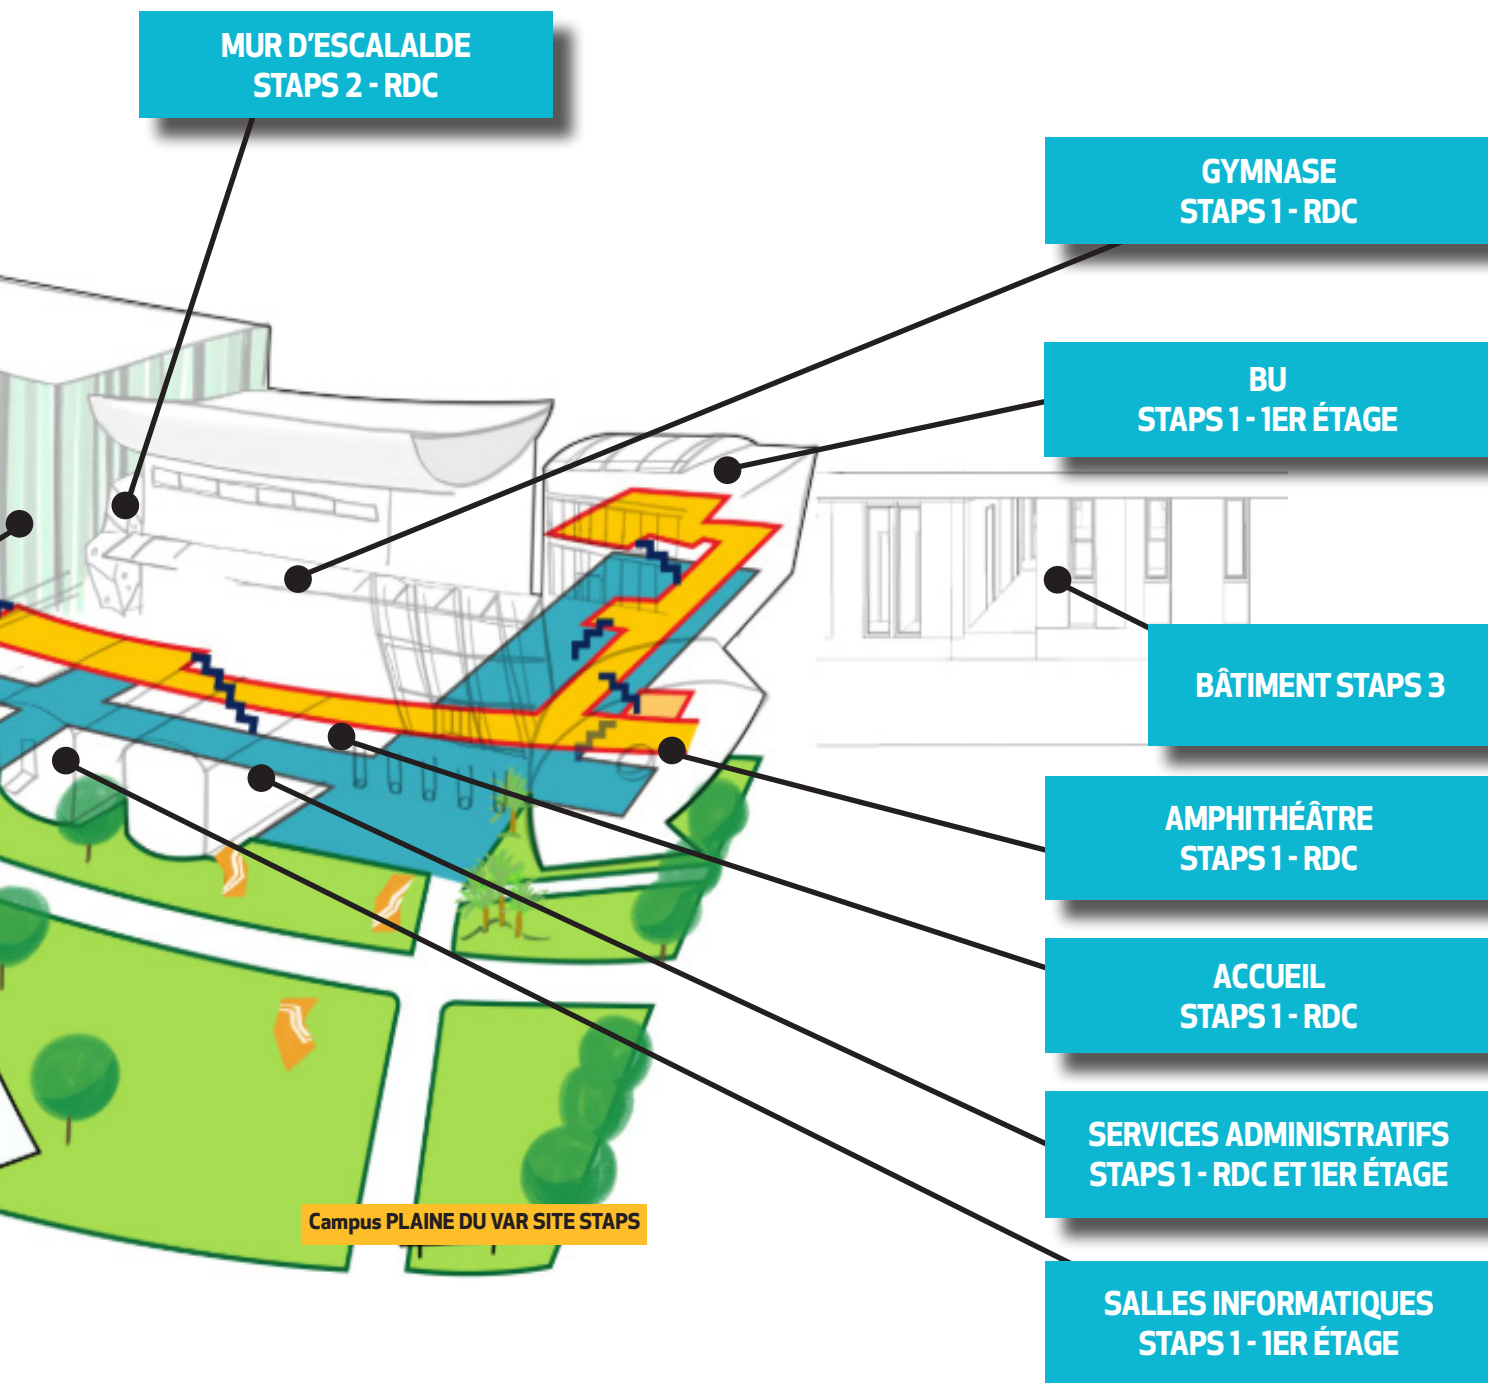 MUR D'ESCALALDE
STAPS 2 - RDC
GYMNASE
STAPS 1 - RDC
BU
STAPS 1 - 1ER ÉTAGE
BÂTIMENT STAPS 3
AMPHITHÉÂTRE
STAPS 1 - RDC
ACCUEIL
STAPS 1 - RDC
SERVICES ADMINISTRATIFS
STAPS 1 - RDC ET 1ER ÉTAGE
Campus PLAINE DU VAR SITE STAPS
SALLES INFORMATIQUES
STAPS 1 - 1ER ÉTAGE